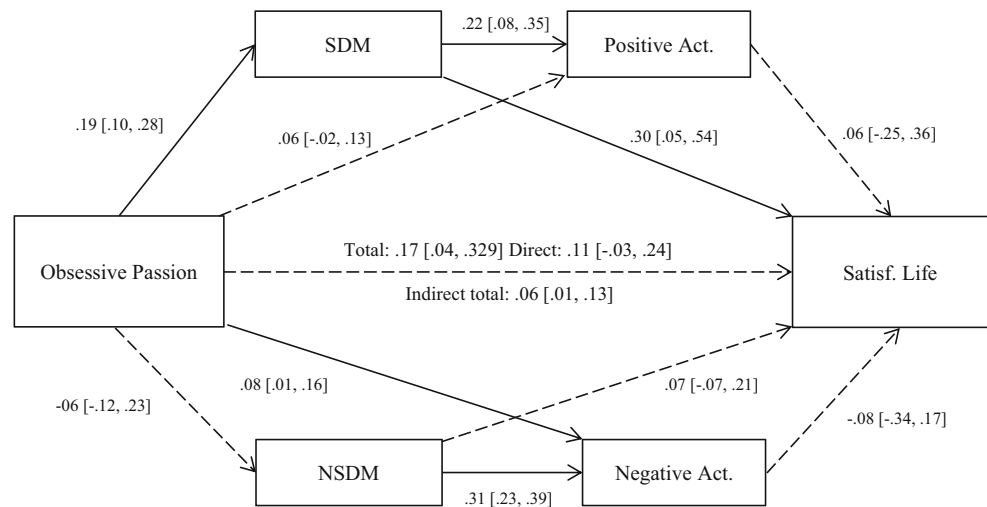 .22 [.08, .35]
SDM
Positive Act.
.19 [.10, .28]
.06 [-.02, .13]
.30 [.05, .54]
.06 [-.25, .36]
Total: .17 [.04, .329] Direct: .11 [-.03, .24]
Obsessive Passion
Satisf. Life
Indirect total: .06 [.01, .13]
-06 [-.12, .23]
.08 [.01, .16]
.07 [-.07, .21]
-.08 [-.34, .17]
NSDM
Negative Act.
.31 [.23, .39]